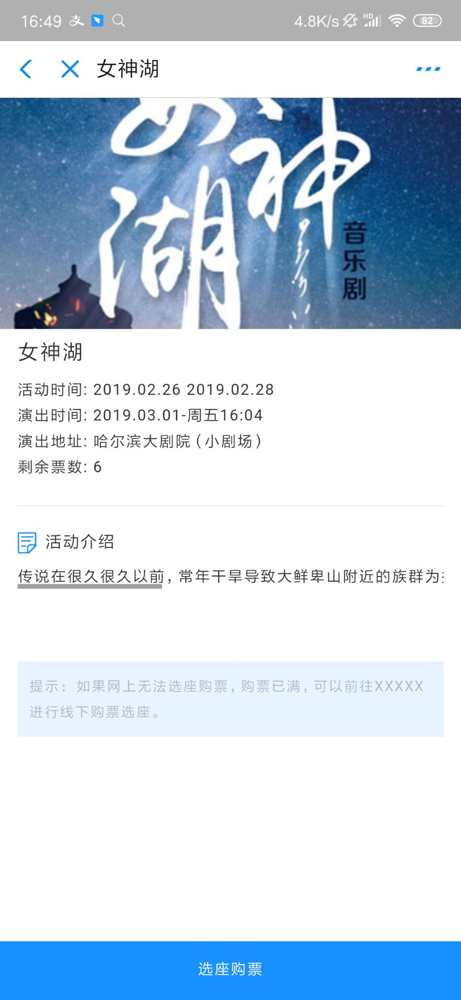 16:49 支 4.8K/s HD 82
女神湖
女神
湖
音乐剧
女神湖
活动时间: 2019.02.26 2019.02.28
演出时间: 2019.03.01-周五16:04
演出地址: 哈尔滨大剧院（小剧场）
剩余票数: 6
活动介绍
传说在很久很久以前，常年干旱导致大鲜卑山附近的族群为
提示：如果网上无法选座购票，购票已满，可以前往XXXXX
进行线下购票选座。
选座购票